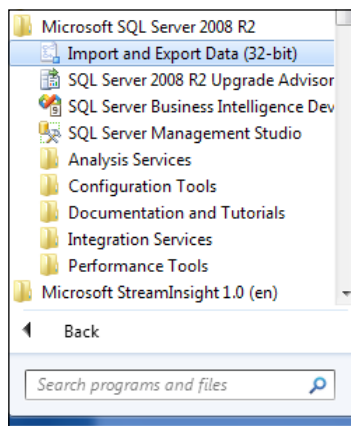 Microsoft SQL Server 2008 R2
Import and Export Data (32-bit)
SQL Server 2008 R2 Upgrade Advisor
SQL Server Business Intelligence Dev
SQL Server Management Studio
Analysis Services
Configuration Tools
Documentation and Tutorials
Integration Services
Performance Tools
Microsoft StreamInsight 1.0 (en)
Back
Search programs and files